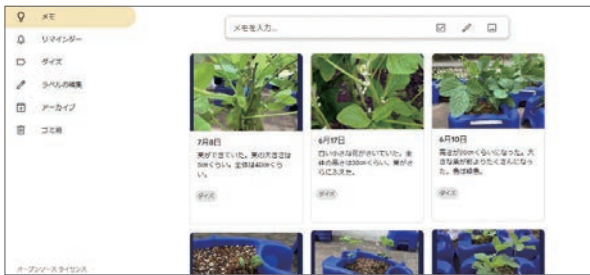 メモ
リマインダー
ダイズ
ラベルの編集
アーカイブ
ゴミ箱
オープンソース ライセンス
メモを入力...
7月8日
実ができていた。実の大きさは
5cmくらい。全体は40cmくら
い。
ダイズ
6月17日
白い小さな花がさいていた。全
体の高さは30cmくらい。葉がさ
らにふえた。
ダイズ
6月10日
高さが20cmくらいになった。大
きな葉が前よりたくさんになっ
た。色は緑色。
ダイズ